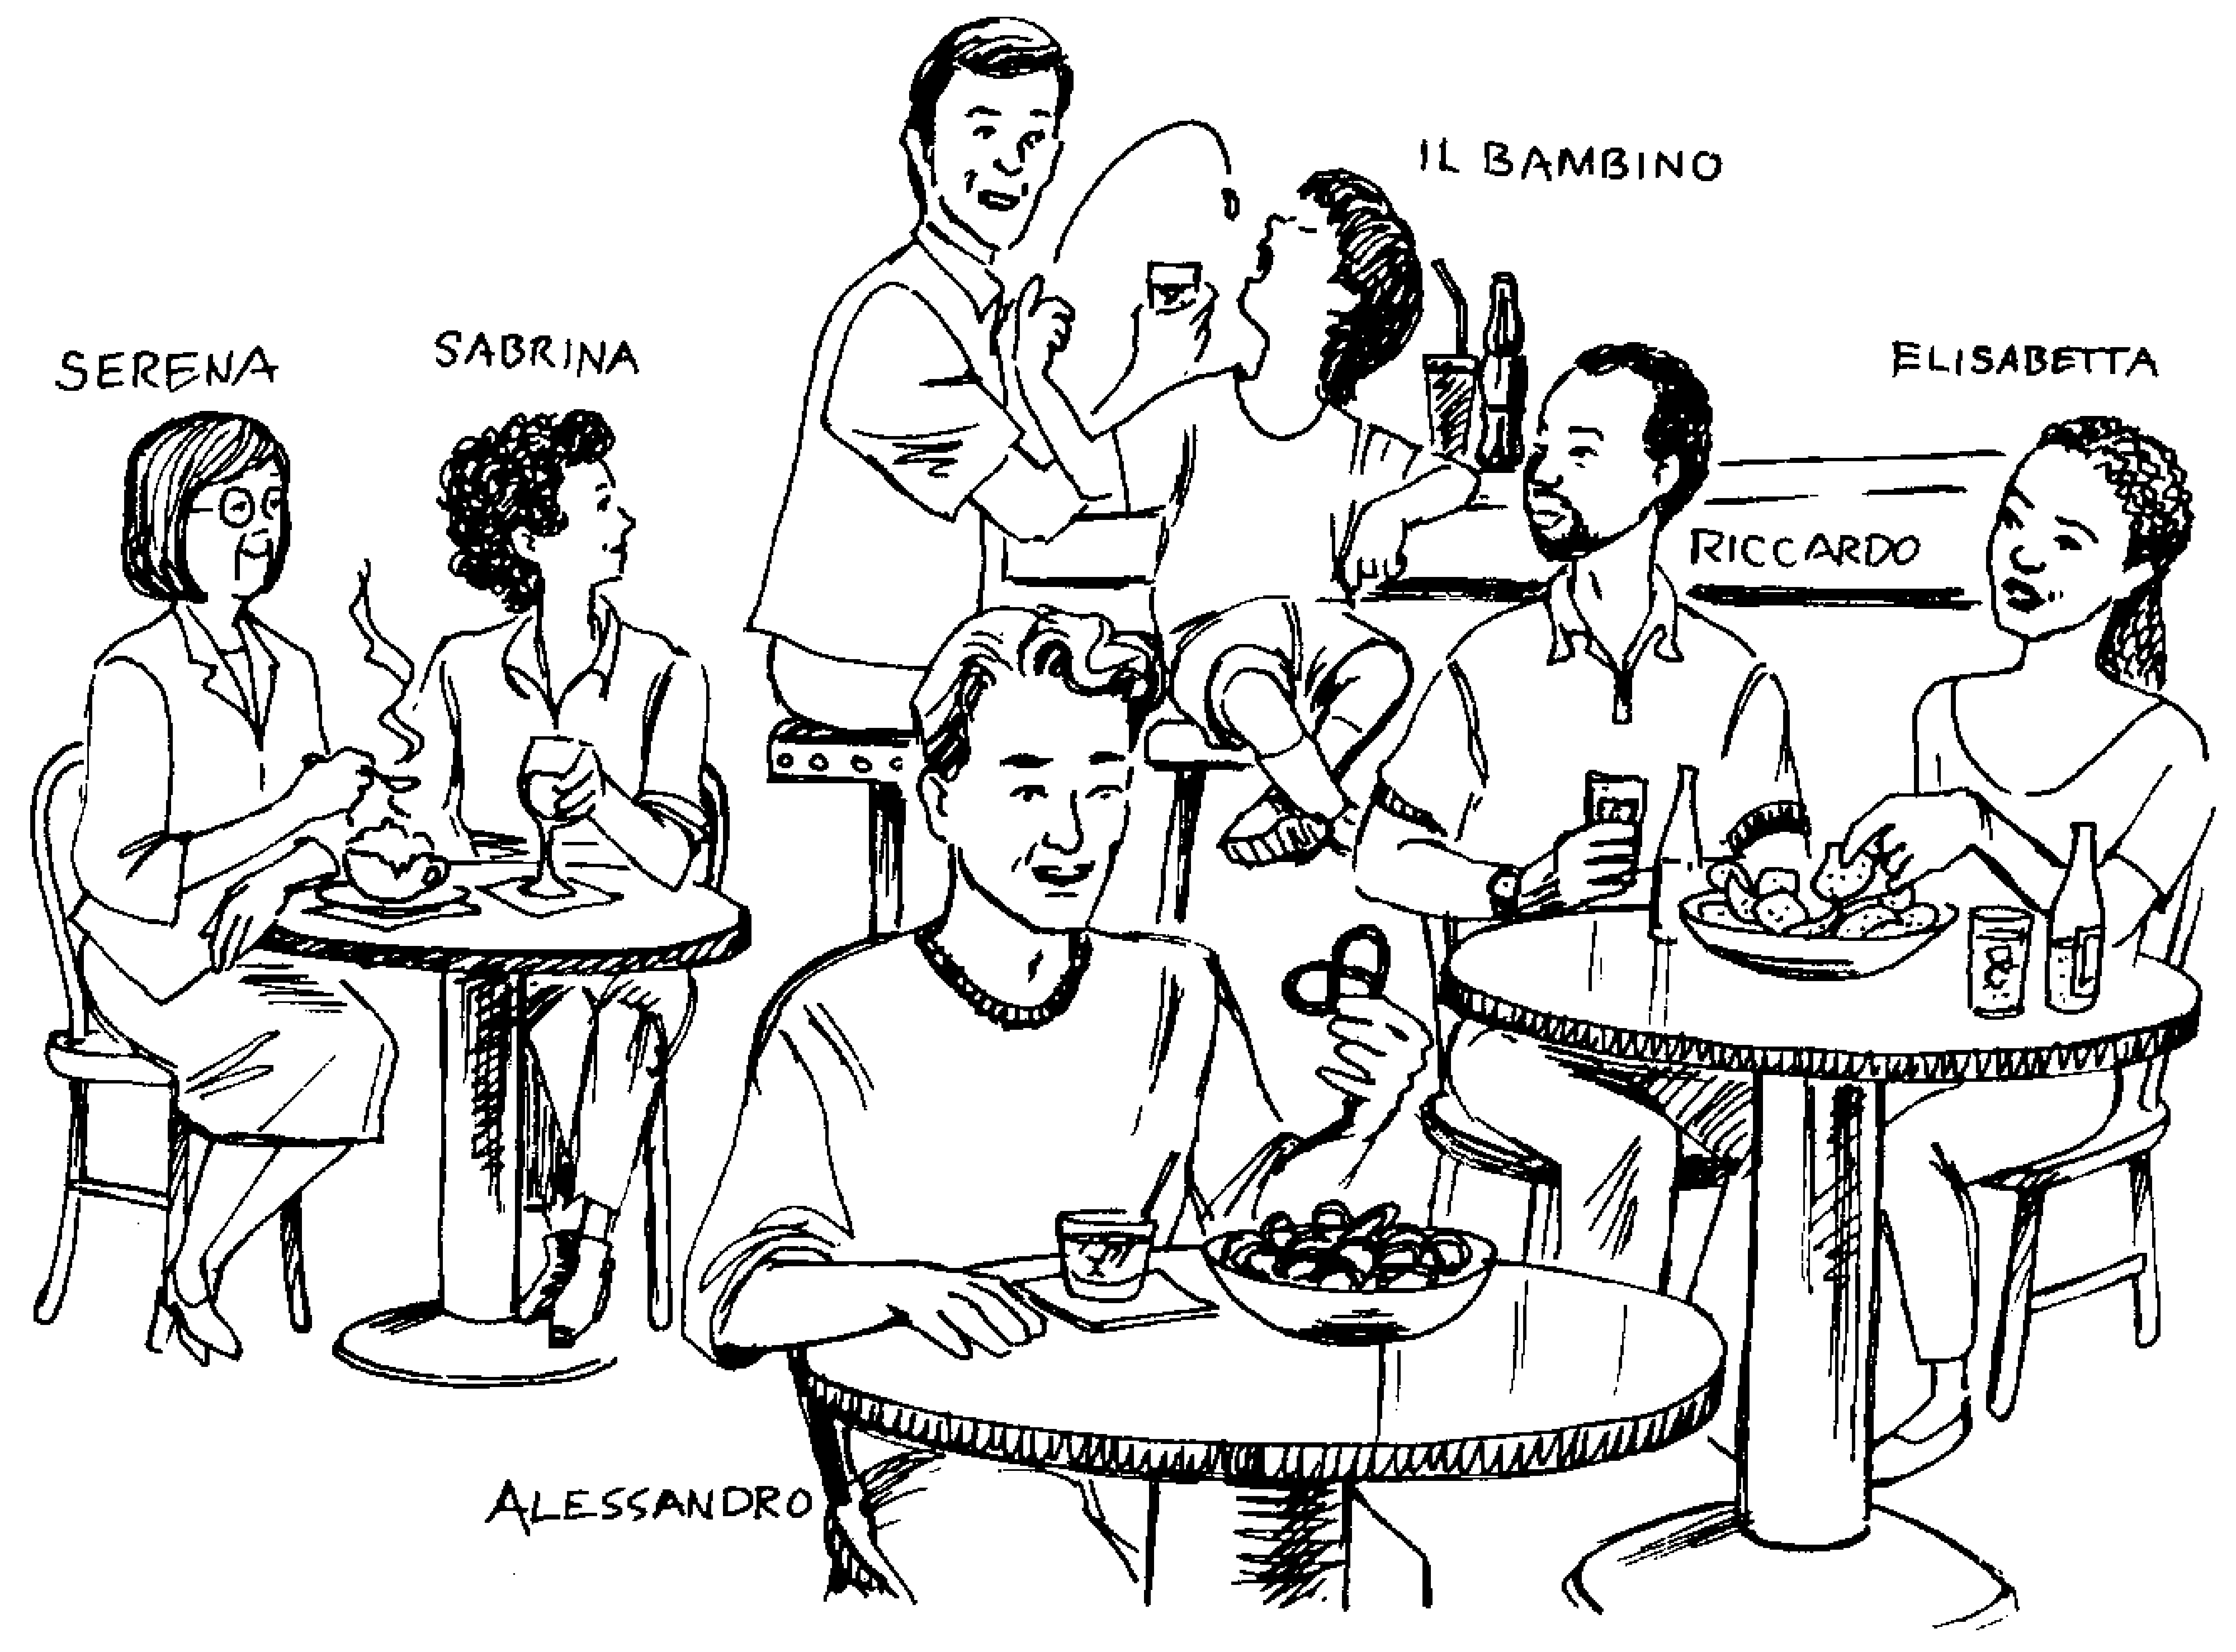 IL BAMBINO
SERENA
SABRINA
ELISABETTA
RICCARDO
ALESSANDRO